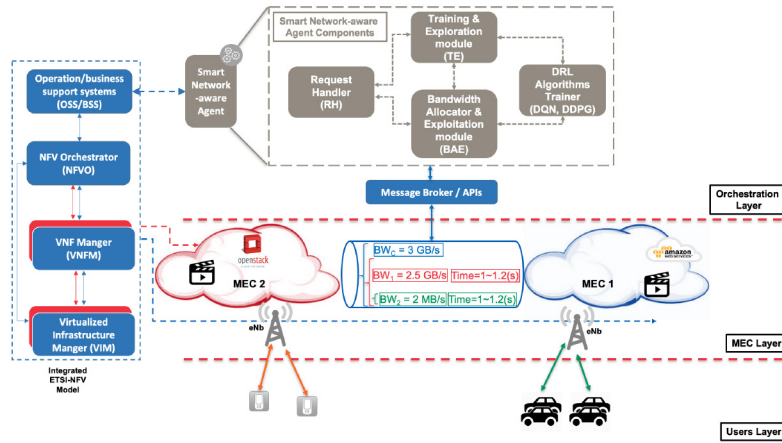 Smart Network-aware
Agent Components
Training &
Exploration module
(TE)
Request
Handler
(RH)
DRL
Algorithms
Trainer
(DQN, DDPG)
Bandwidth
Allocator &
Exploitation
module
(BAE)
Smart
Network
-aware
Agent
Operation/business
support systems
(OSS/BSS)
NFV Orchestrator
(NFVO)
VNF Manger
(VNFM)
Virtualized
Infrastructure
Manger (VIM)
Integrated
ETSI-NFV
Model
Message Broker / APIs
Orchestration
Layer
openstack
MEC 2
BW_C = 3 GB/s
BW_1 = 2.5 GB/s Time=1~1.2(s)
BW_2 = 2 MB/s Time=1~1.2(s)
amazon
web services
MEC 1
eNb
eNb
MEC Layer
Users Layer